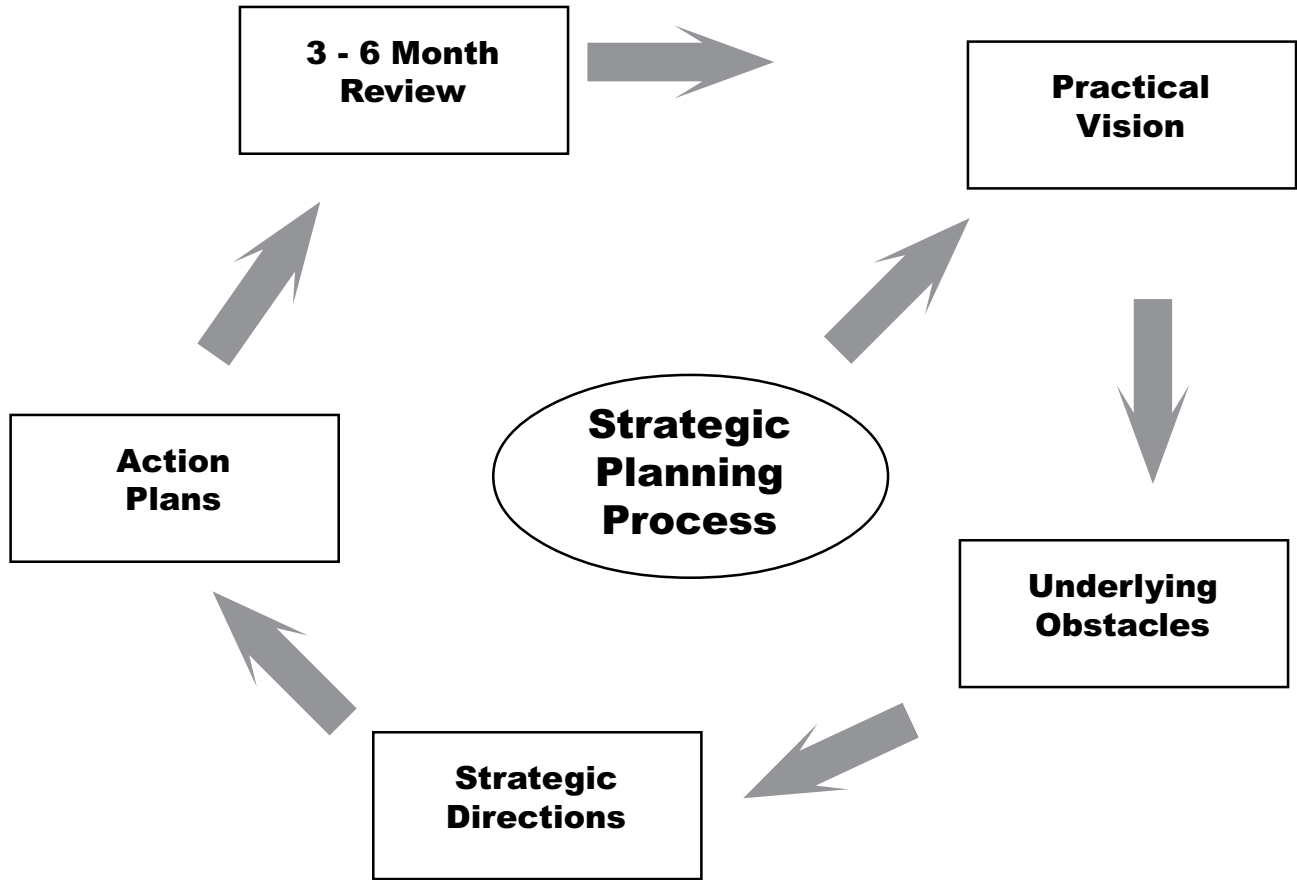 3 - 6 Month
Review
Practical
Vision
Strategic
Planning
Process
Action
Plans
Underlying
Obstacles
Strategic
Directions